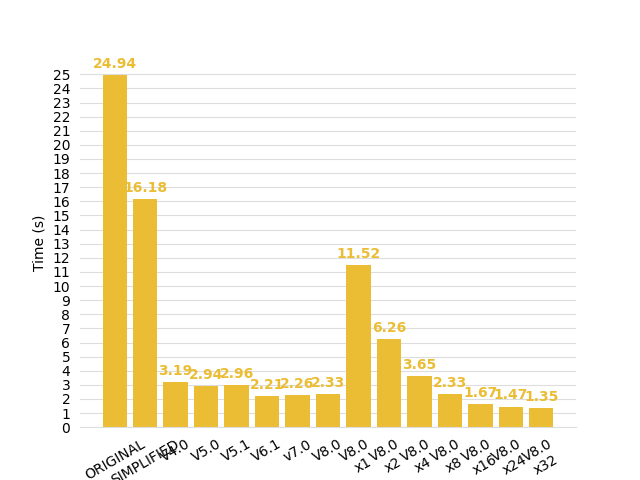 24.94
25
24
23
22
21
20
19
18
17
16
15
14
13
12
11
10
9
8
7
6
5
4
3
2
1
0
Time (s)
16.18
3.19
2.94
2.96
2.21
2.26
2.33
11.52
6.26
3.65
2.33
1.67
1.47
1.35
ORIGINAL
SIMPLIFIED
V4.0
V5.0
V5.1
V6.1
v7.0
V8.0
V8.0
x1
V8.0
x2
V8.0
x4
V8.0
x8
V8.0
x16
V8.0
x24
V8.0
x32